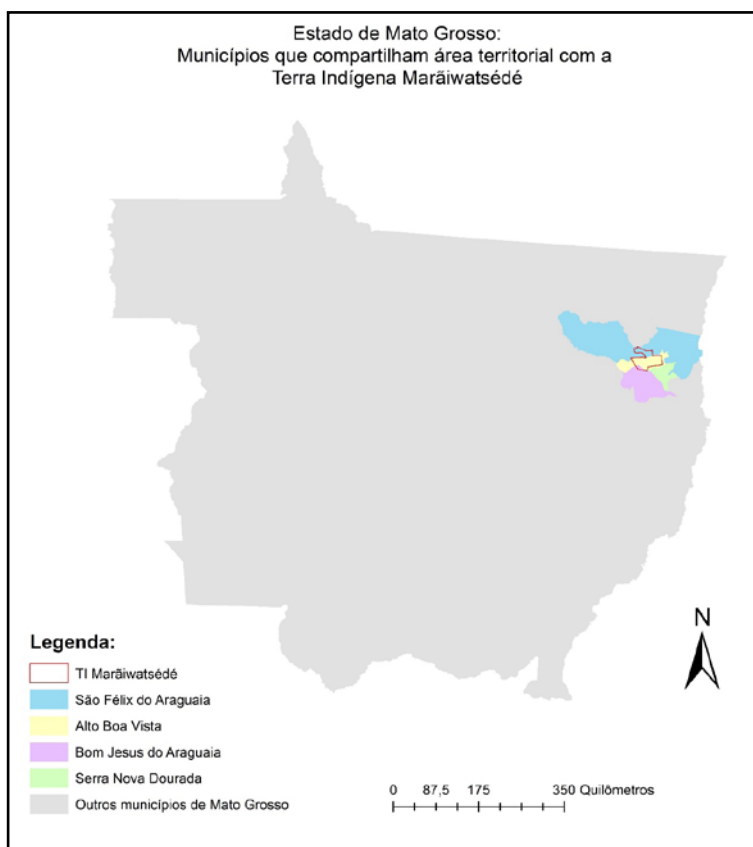 Estado de Mato Grosso:
Municípios que compartilham área territorial com a
Terra Indígena Marãiwatsédé
N
Legenda:
TI Marãiwatsédé
São Félix do Araguaia
Alto Boa Vista
Bom Jesus do Araguaia
Serra Nova Dourada
Outros municípios de Mato Grosso
0 87,5 175 350 Quilômetros